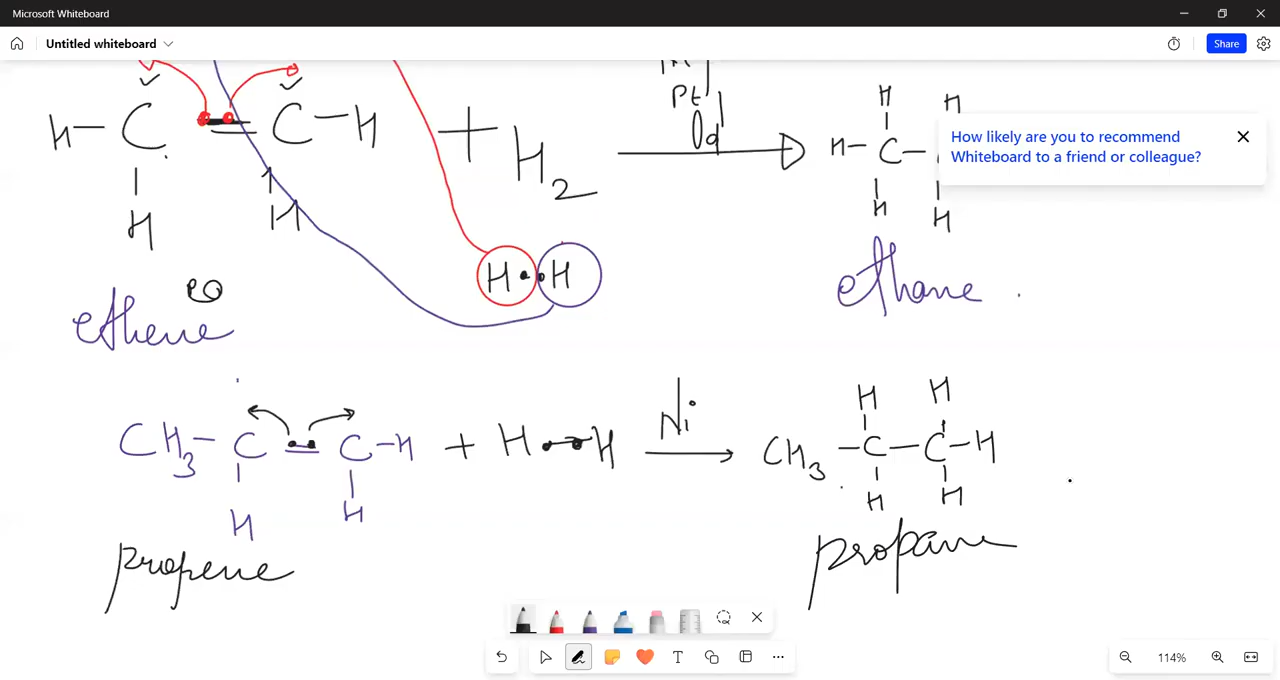 Microsoft Whiteboard
Untitled whiteboard
Share
How likely are you to recommend
Whiteboard to a friend or colleague?
Pt
H H
H–C=C–H + H₂ → H–C–
H H
H H
H H
ethene
ethane
H H
CH₃–C=C–H + H H Ni → CH₃–C–C–H
H H
H H
propene
propane
114%